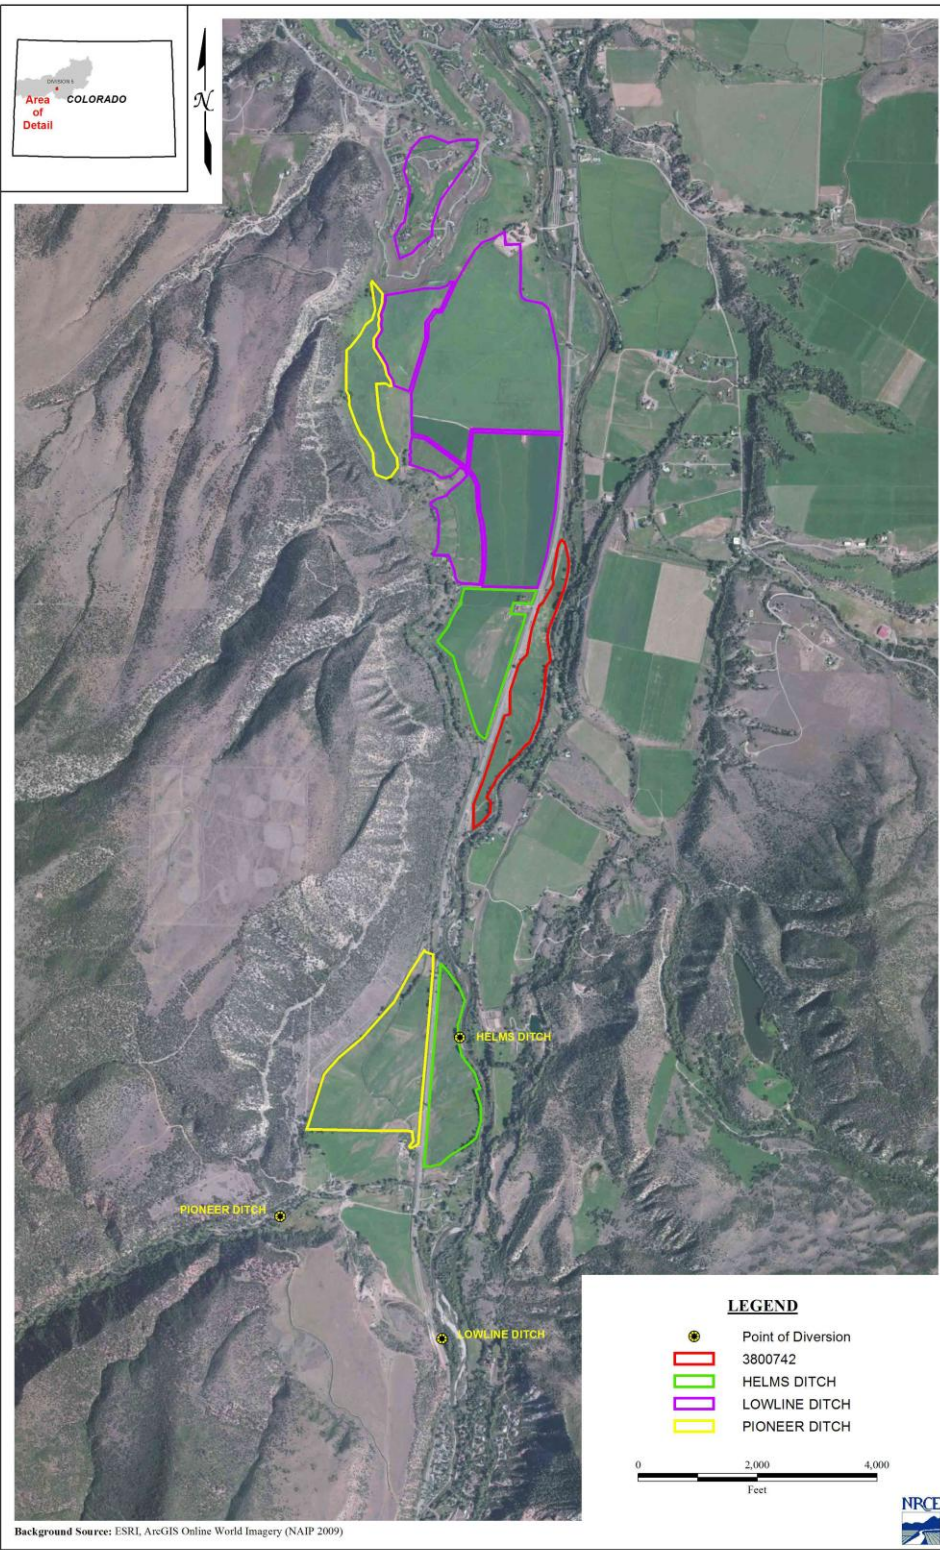 DIVISION 5
COLORADO
Area
of
Detail
N
HELMS DITCH
PIONEER DITCH
LOWLINE DITCH
LEGEND
Point of Diversion
3800742
HELMS DITCH
LOWLINE DITCH
PIONEER DITCH
0 2,000 4,000
Feet
NRCE
Background Source: ESRI, ArcGIS Online World Imagery (NAIP 2009)